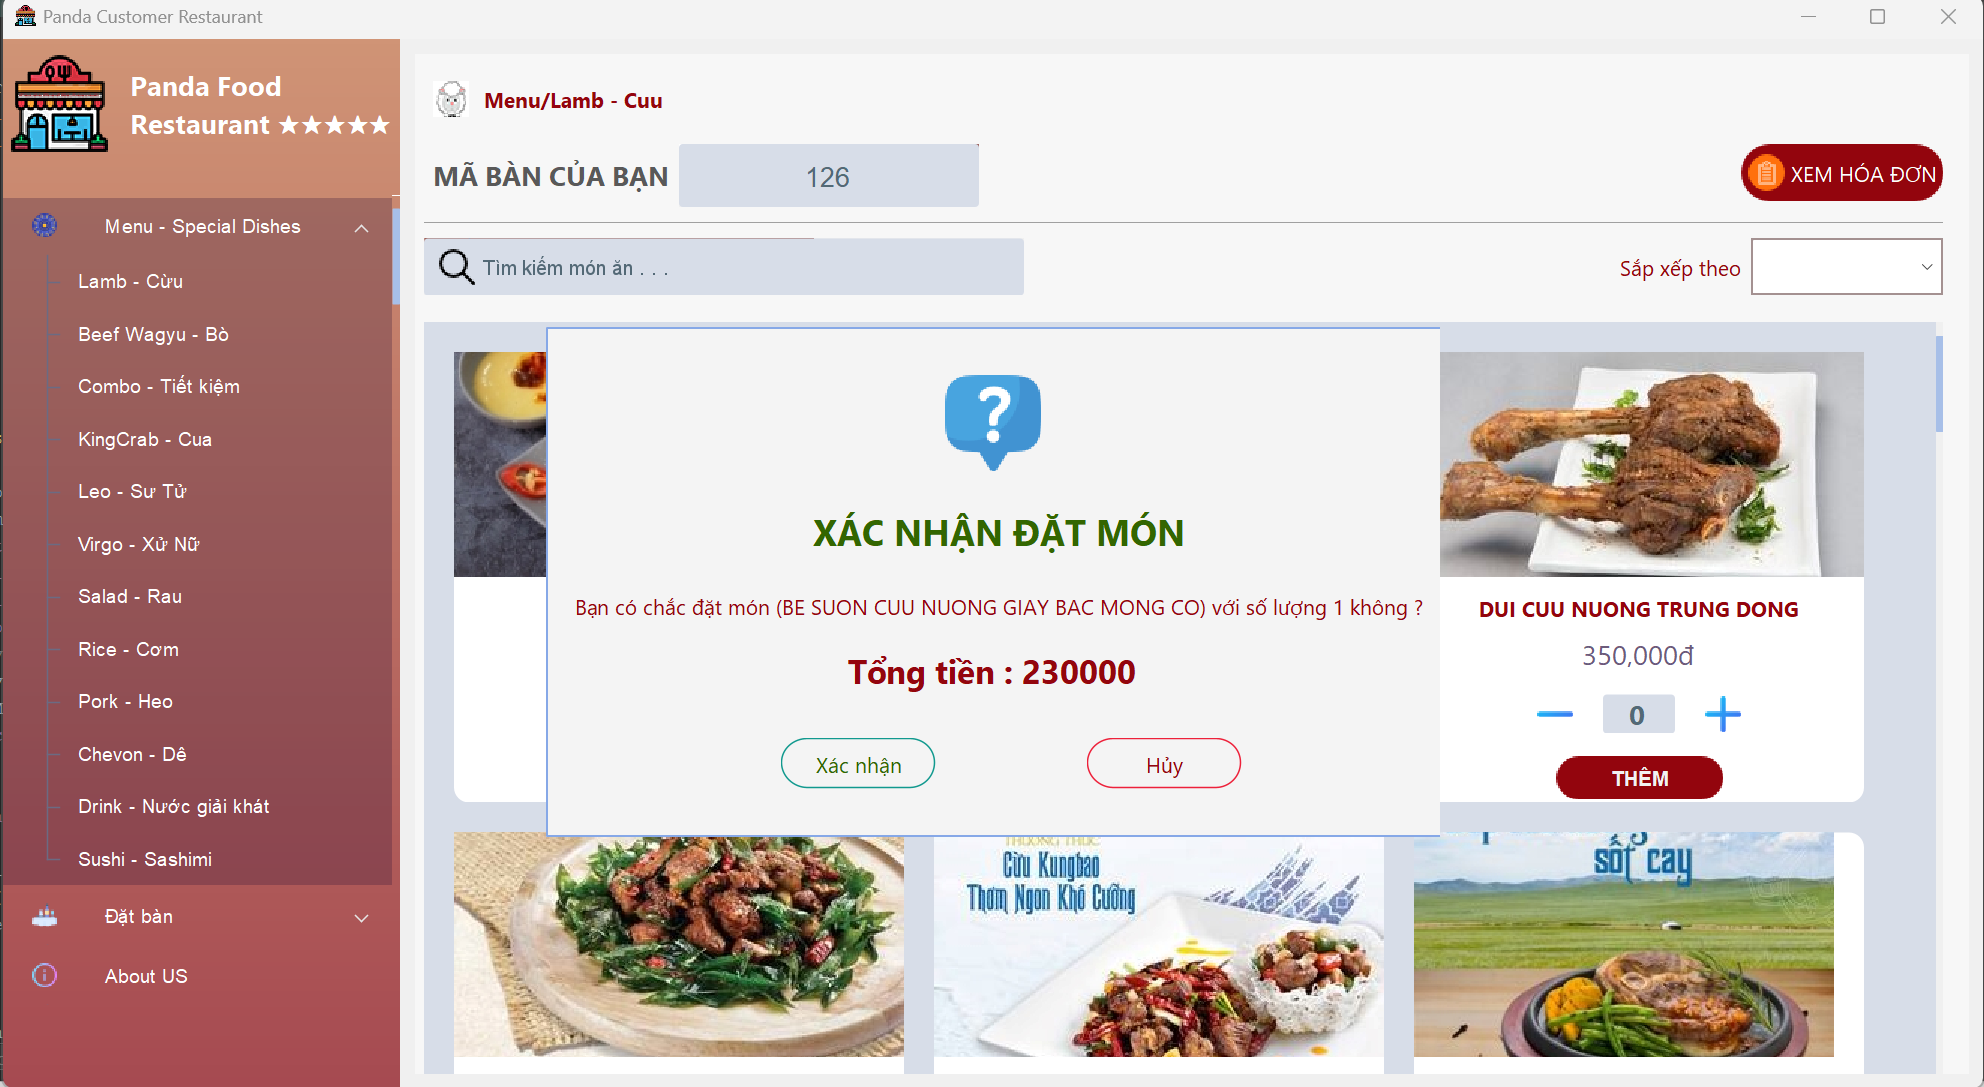 Panda Customer Restaurant
Panda Food
Restaurant ★★★★★
Menu - Special Dishes
Lamb - Cừu
Beef Wagyu - Bò
Combo - Tiết kiệm
KingCrab - Cua
Leo - Sư Tử
Virgo - Xử Nữ
Salad - Rau
Rice - Cơm
Pork - Heo
Chevon - Dê
Drink - Nước giải khát
Sushi - Sashimi
Đặt bàn
About US
Menu/Lamb - Cuu
MÃ BÀN CỦA BẠN
126
XEM HÓA ĐƠN
Tìm kiếm món ăn . . .
Sắp xếp theo
?
XÁC NHẬN ĐẶT MÓN
Bạn có chắc đặt món (BE SUON CUU NUONG GIAY BAC MONG CO) với số lượng 1 không ?
Tổng tiền : 230000
Xác nhận
Hủy
DUI CUU NUONG TRUNG DONG
350,000đ
0
THÊM
Cừu Kungbao
Thơm Ngon Khó Cưỡng
sốt cay